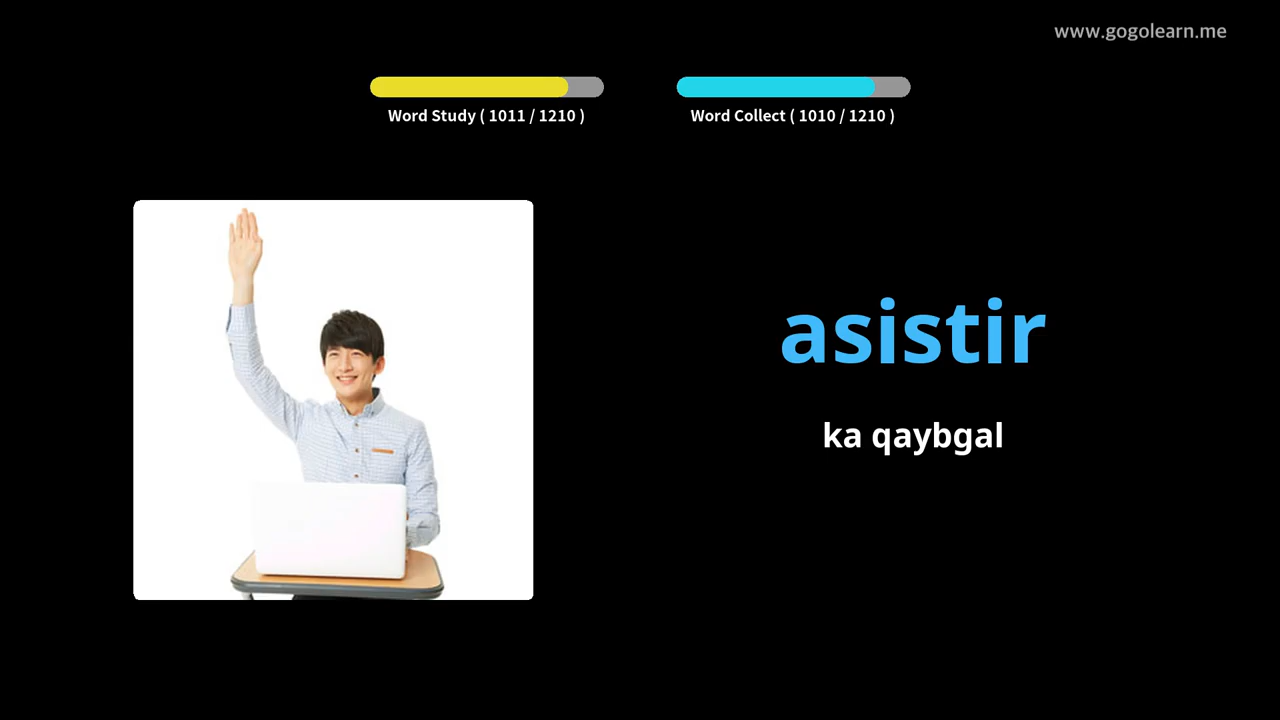 www.gogolearn.me
Word Study ( 1011 / 1210 )
Word Collect ( 1010 / 1210 )
asistir
ka qaybgal